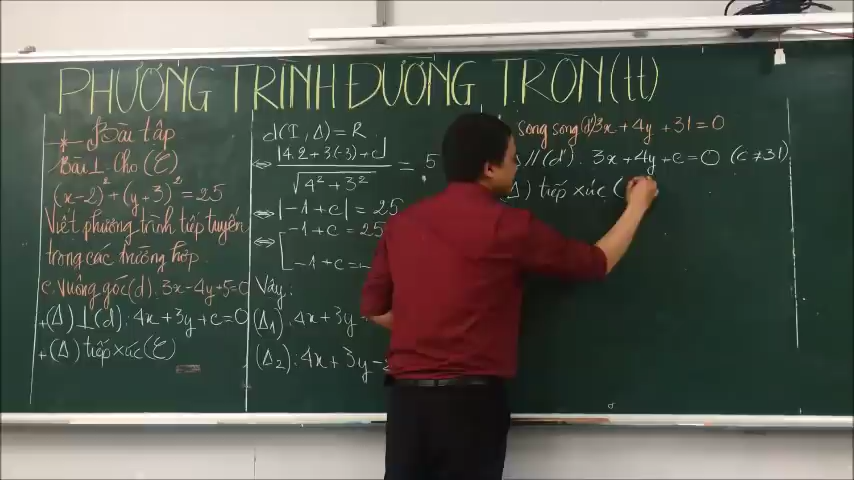 PHƯƠNG TRÌNH ĐƯỜNG TRÒN (tt)
* Bài tập
Bài 1. Cho (C)
(x-2)² + (y+3)² = 25
Viết phương trình tiếp tuyến
trong các trường hợp.
c. Vuông góc (d). 3x-4y+5=0
+(Δ) ⊥ (d). 4x+3y+c=0
+(Δ) tiếp xúc (C)
d(I, Δ) = R
⇔ |4.2 + 3(-3) + c| / √(4² + 3²) = 5
⇔ |-1+c| = 25
⇔ [ -1+c = 25
-1+c =
Vậy:
(Δ1). 4x+3y
(Δ2). 4x+3y-
song song (d') 3x+4y+31=0
// (d'). 3x+4y+c=0 (c≠31)
Δ) tiếp xúc (